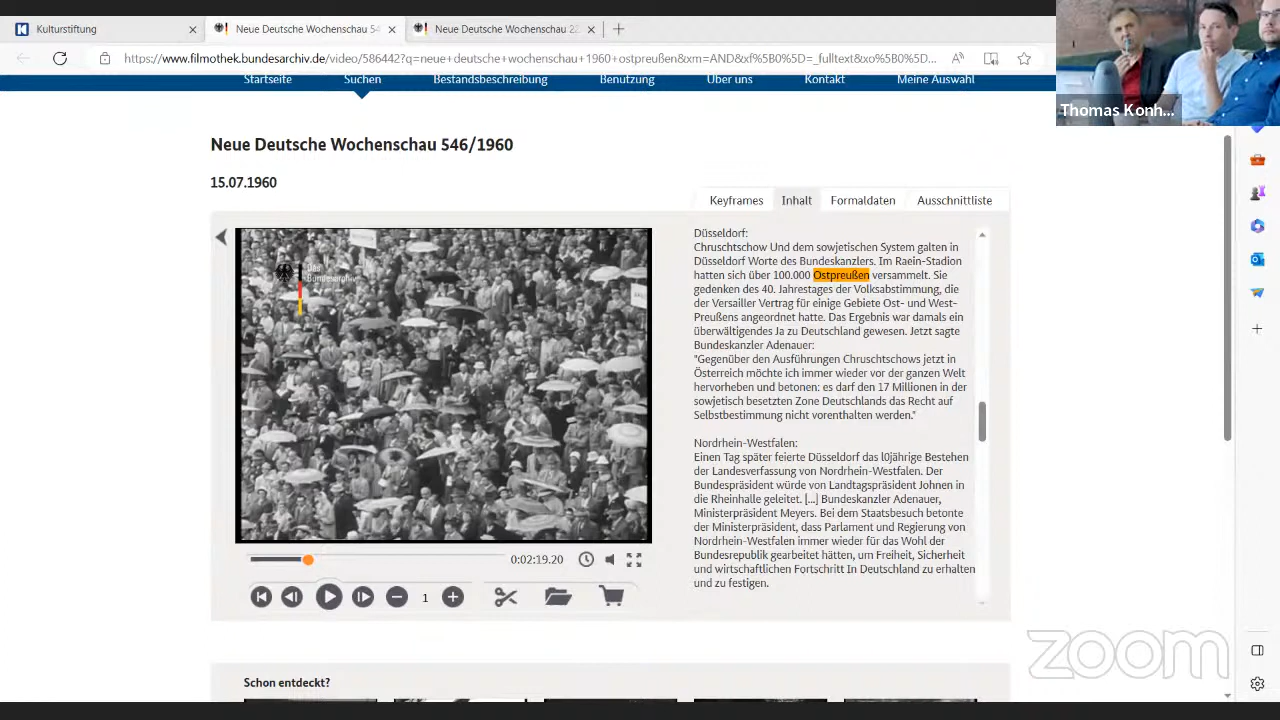 Kulturstiftung
Neue Deutsche Wochenschau 54
Neue Deutsche Wochenschau 22
https://www.filmothek.bundesarchiv.de/video/586442?q=neue+deutsche+wochenschau+1960+ostpreußen&xm=AND&xf%5B0%5D=_fulltext&xo%5B0%5D...
Thomas Konh...
Startseite
Suchen
Bestandsbeschreibung
Benutzung
Über uns
Kontakt
Meine Auswahl
Neue Deutsche Wochenschau 546/1960
15.07.1960
Keyframes
Inhalt
Formaldaten
Ausschnittliste
Das
Bundesarchiv
Düsseldorf:
Chruschtschow Und dem sowjetischen System galten in
Düsseldorf Worte des Bundeskanzlers. Im Raein-Stadion
hatten sich über 100.000 Ostpreußen versammelt. Sie
gedenken des 40. Jahrestages der Volksabstimmung, die
der Versailler Vertrag für einige Gebiete Ost- und West-
Preußens angeordnet hatte. Das Ergebnis war damals ein
überwältigendes Ja zu Deutschland gewesen. Jetzt sagte
Bundeskanzler Adenauer:
"Gegenüber den Ausführungen Chruschtschows jetzt in
Österreich möchte ich immer wieder vor der ganzen Welt
hervorheben und betonen: es darf den 17 Millionen in der
sowjetisch besetzten Zone Deutschlands das Recht auf
Selbstbestimmung nicht vorenthalten werden."
Nordrhein-Westfalen:
Einen Tag später feierte Düsseldorf das l0jährige Bestehen
der Landesverfassung von Nordrhein-Westfalen. Der
Bundespräsident würde von Landtagspräsident Johnen in
die Rheinhalle geleitet. [...] Bundeskanzler Adenauer,
Ministerpräsident Meyers. Bei dem Staatsbesuch betonte
der Ministerpräsident, dass Parlament und Regierung von
Nordrhein-Westfalen immer wieder für das Wohl der
Bundesrepublik gearbeitet hätten, um Freiheit, Sicherheit
und wirtschaftlichen Fortschritt In Deutschland zu erhalten
und zu festigen.
0:02:19.20
1
Schon entdeckt?
zoom